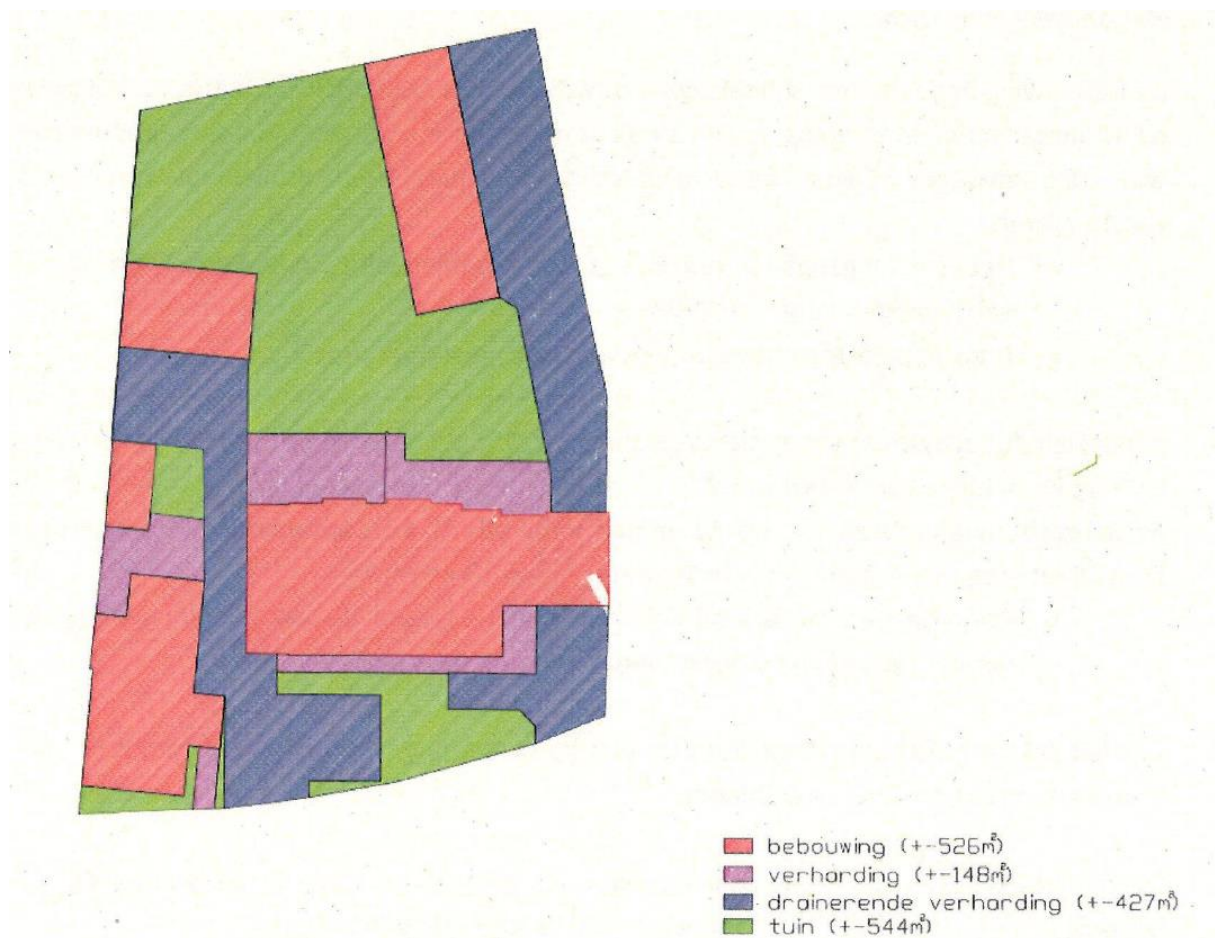 bebouwing (+-526m²)
verharding (+-148m²)
drainerende verharding (+-427m²)
tuin (+-544m²)